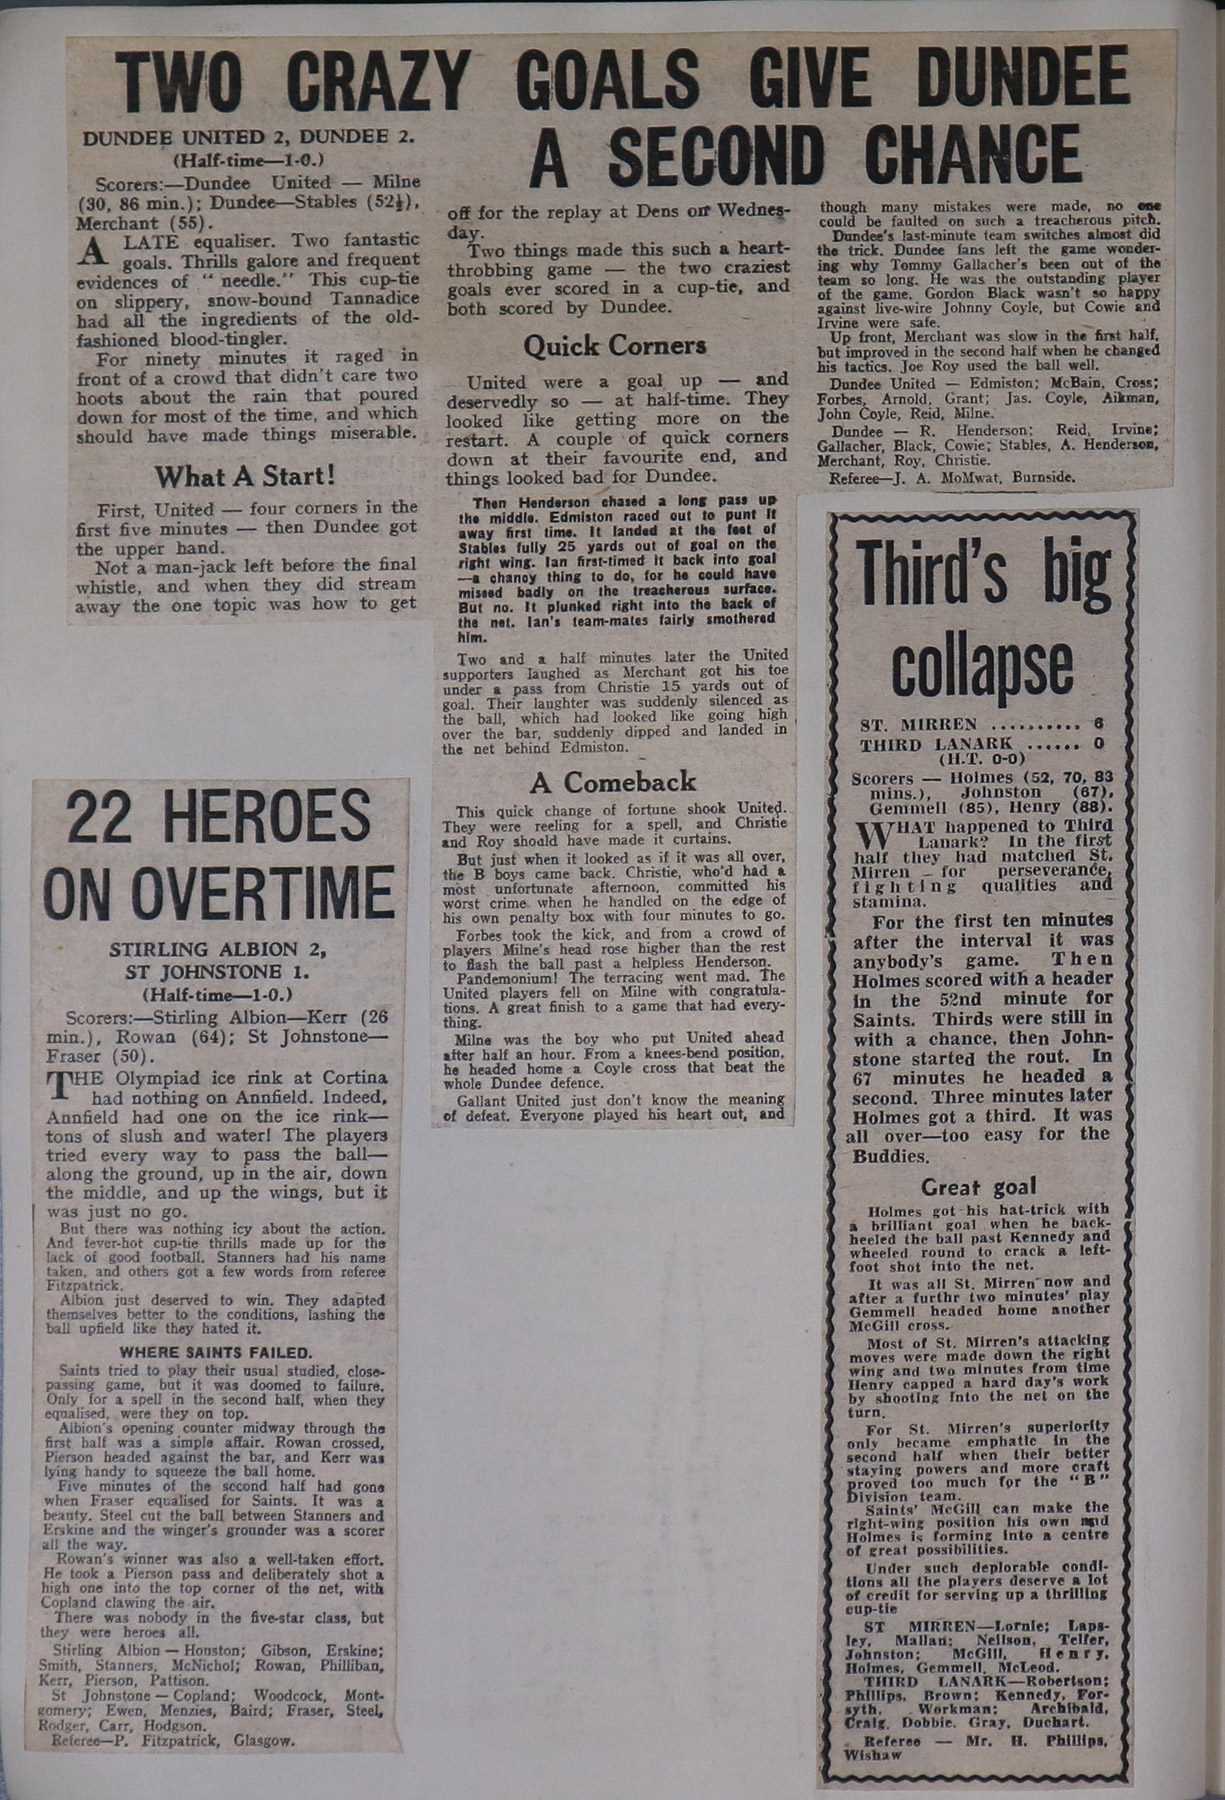 TWO CRAZY GOALS GIVE DUNDEE
A SECOND CHANCE
DUNDEE UNITED 2, DUNDEE 2.
(Half-time—1-0.)
Scorers:—Dundee United — Milne
(30, 86 min.); Dundee—Stables (52½),
Merchant (55).
A LATE equaliser. Two fantastic
goals. Thrills galore and frequent
evidences of "needle." This cup-tie
on slippery, snow-bound Tannadice
had all the ingredients of the old-
fashioned blood-tingler.
For ninety minutes it raged in
front of a crowd that didn't care two
hoots about the rain that poured
down for most of the time, and which
should have made things miserable.
What A Start!
First, United — four corners in the
first five minutes — then Dundee got
the upper hand.
Not a man-jack left before the final
whistle, and when they did stream
away the one topic was how to get
off for the replay at Dens on Wednes-
day.
Two things made this such a heart-
throbbing game — the two craziest
goals ever scored in a cup-tie, and
both scored by Dundee.
Quick Corners
United were a goal up — and
deservedly so — at half-time. They
looked like getting more on the
restart. A couple of quick corners
down at their favourite end, and
things looked bad for Dundee.
Then Henderson chased a long pass up
the middle. Edmiston raced out to punt it
away first time. It landed at the feet of
Stables fully 25 yards out of goal on the
right wing. Ian first-timed it back into goal
—a chancy thing to do, for he could have
missed badly on the treacherous surface.
But no. It plunked right into the back of
the net. Ian's team-mates fairly smothered
him.
Two and a half minutes later the United
supporters laughed as Merchant got his toe
under a pass from Christie 15 yards out of
goal. Their laughter was suddenly silenced as
the ball, which had looked like going high
over the bar, suddenly dipped and landed in
the net behind Edmiston.
A Comeback
This quick change of fortune shook United.
They were reeling for a spell, and Christie
and Roy should have made it curtains.
But just when it looked as if it was all over,
the B boys came back. Christie, who'd had a
most unfortunate afternoon, committed his
worst crime when he handled on the edge of
his own penalty box with four minutes to go.
Forbes took the kick, and from a crowd of
players Milne's head rose higher than the rest
to flash the ball past a helpless Henderson.
Pandemonium! The terracing went mad. The
United players fell on Milne with congratula-
tions. A great finish to a game that had every-
thing.
Milne was the boy who put United ahead
after half an hour. From a knees-bend position,
he headed home a Coyle cross that beat the
whole Dundee defence.
Gallant United just don't know the meaning
of defeat. Everyone played his heart out, and
though many mistakes were made, no one
could be faulted on such a treacherous pitch.
Dundee's last-minute team switches almost did
the trick. Dundee fans left the game wonder-
ing why Tommy Gallacher's been out of the
team so long. He was the outstanding player
of the game. Gordon Black wasn't so happy
against live-wire Johnny Coyle, but Cowie and
Irvine were safe.
Up front, Merchant was slow in the first half,
but improved in the second half when he changed
his tactics. Joe Roy used the ball well.
Dundee United — Edmiston; McBain, Cross;
Forbes, Arnold, Grant; Jas. Coyle, Aikman,
John Coyle, Reid, Milne.
Dundee — R. Henderson; Reid, Irvine;
Gallacher, Black, Cowie; Stables, A. Henderson,
Merchant, Roy, Christie.
Referee—J. A. MoMwat, Burnside.
22 HEROES
ON OVERTIME
STIRLING ALBION 2,
ST JOHNSTONE 1.
(Half-time—1-0.)
Scorers:—Stirling Albion—Kerr (26
min.), Rowan (64); St Johnstone—
Fraser (50).
THE Olympiad ice rink at Cortina
had nothing on Annfield. Indeed,
Annfield had one on the ice rink—
tons of slush and water! The players
tried every way to pass the ball—
along the ground, up in the air, down
the middle, and up the wings, but it
was just no go.
But there was nothing icy about the action.
And fever-hot cup-tie thrills made up for the
lack of good football. Stanners had his name
taken, and others got a few words from referee
Fitzpatrick.
Albion just deserved to win. They adapted
themselves better to the conditions, lashing the
ball upfield like they hated it.
WHERE SAINTS FAILED.
Saints tried to play their usual studied, close-
passing game, but it was doomed to failure.
Only for a spell in the second half, when they
equalised, were they on top.
Albion's opening counter midway through the
first half was a simple affair. Rowan crossed,
Pierson headed against the bar, and Kerr was
lying handy to squeeze the ball home.
Five minutes of the second half had gone
when Fraser equalised for Saints. It was a
beauty. Steel cut the ball between Stanners and
Erskine and the winger's grounder was a scorer
all the way.
Rowan's winner was also a well-taken effort.
He took a Pierson pass and deliberately shot a
high one into the top corner of the net, with
Copland clawing the air.
There was nobody in the five-star class, but
they were heroes all.
Stirling Albion — Houston; Gibson, Erskine;
Smith, Stanners, McNichol; Rowan, Philliban,
Kerr, Pierson, Pattison.
St Johnstone — Copland; Woodcock, Mont-
gomery; Ewen, Menzies, Baird; Fraser, Steel,
Rodger, Carr, Hodgson.
Referee—P. Fitzpatrick, Glasgow.
Third's big
collapse
ST. MIRREN .......... 6
THIRD LANARK ...... 0
(H.T. 0-0)
Scorers — Holmes (52, 70, 83
mins.), Johnston (67),
Gemmell (85), Henry (88).
WHAT happened to Third
Lanark? In the first
half they had matched St.
Mirren for perseverance,
fighting qualities and
stamina.
For the first ten minutes
after the interval it was
anybody's game. Then
Holmes scored with a header
in the 52nd minute for
Saints. Thirds were still in
with a chance, then John-
stone started the rout. In
67 minutes he headed a
second. Three minutes later
Holmes got a third. It was
all over—too easy for the
Buddies.
Great goal
Holmes got his hat-trick with
a brilliant goal when he back-
heeled the ball past Kennedy and
wheeled round to crack a left-
foot shot into the net.
It was all St. Mirren now and
after a furthr two minutes' play
Gemmell headed home another
McGill cross.
Most of St. Mirren's attacking
moves were made down the right
wing and two minutes from time
Henry capped a hard day's work
by shooting into the net on the
turn.
For St. Mirren's superiority
only became emphatic in the
second half when their better
staying powers and more craft
proved too much for the "B"
Division team.
Saints' McGill can make the
right-wing position his own and
Holmes is forming into a centre
of great possibilities.
Under such deplorable condi-
tions all the players deserve a lot
of credit for serving up a thrilling
cup-tie
ST MIRREN—Lornie; Laps-
ley, Mallan; Neilson, Telfer,
Johnston; McGill, Henry,
Holmes, Gemmell, McLeod.
THIRD LANARK—Robertson;
Phillips, Brown; Kennedy, For-
syth, Workman; Archibald,
Craig, Dobbie, Gray, Duchart.
Referee — Mr. H. Phillips,
Wishaw